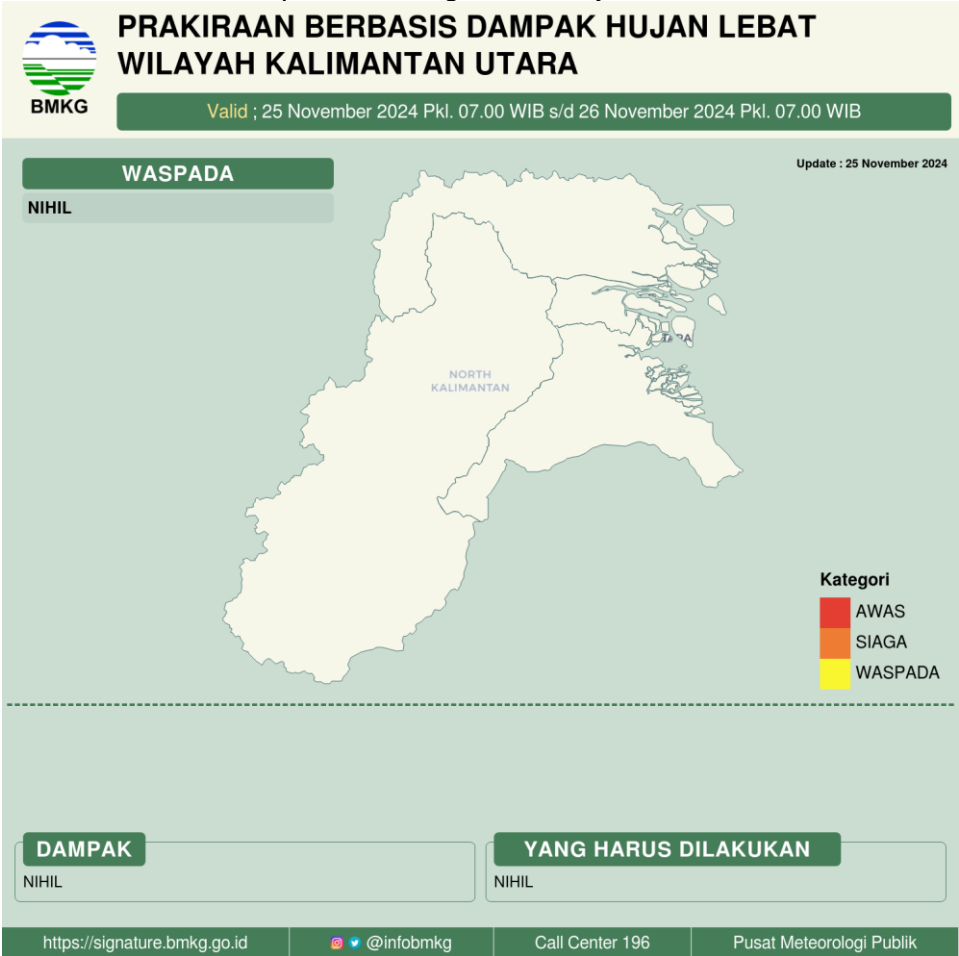 PRAKIRAAN BERBASIS DAMPAK HUJAN LEBAT
WILAYAH KALIMANTAN UTARA
BMKG
Valid ; 25 November 2024 Pkl. 07.00 WIB s/d 26 November 2024 Pkl. 07.00 WIB
WASPADA
Update : 25 November 2024
NIHIL
NORTH
KALIMANTAN
Kategori
AWAS
SIAGA
WASPADA
DAMPAK
YANG HARUS DILAKUKAN
NIHIL
NIHIL
https://signature.bmkg.go.id
@infobmkg
Call Center 196
Pusat Meteorologi Publik